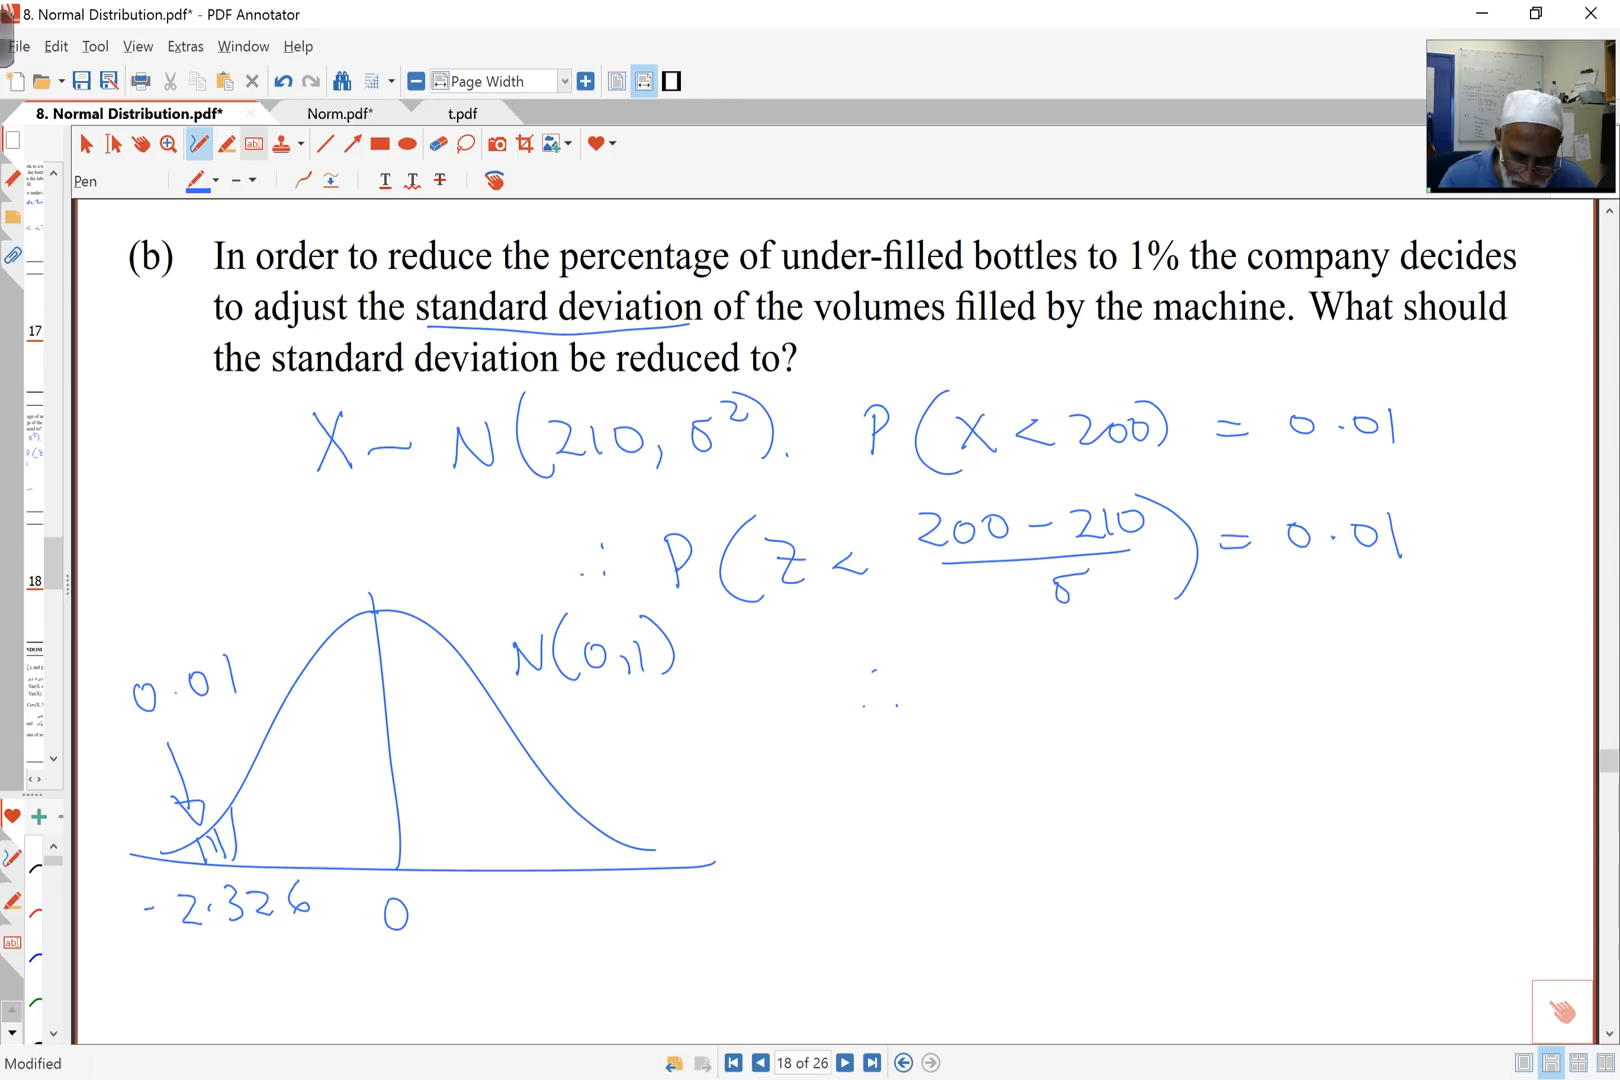 8. Normal Distribution.pdf* - PDF Annotator
File Edit Tool View Extras Window Help
Page Width
8. Normal Distribution.pdf* Norm.pdf* t.pdf
Pen
(b) In order to reduce the percentage of under-filled bottles to 1% the company decides
to adjust the standard deviation of the volumes filled by the machine. What should
the standard deviation be reduced to?
X ~ N(210, σ²). P(X < 200) = 0.01
∴ P(Z < (200 - 210)/σ) = 0.01
N(0,1)
∴
0.01
-2.326 0
17
18
Modified
18 of 26